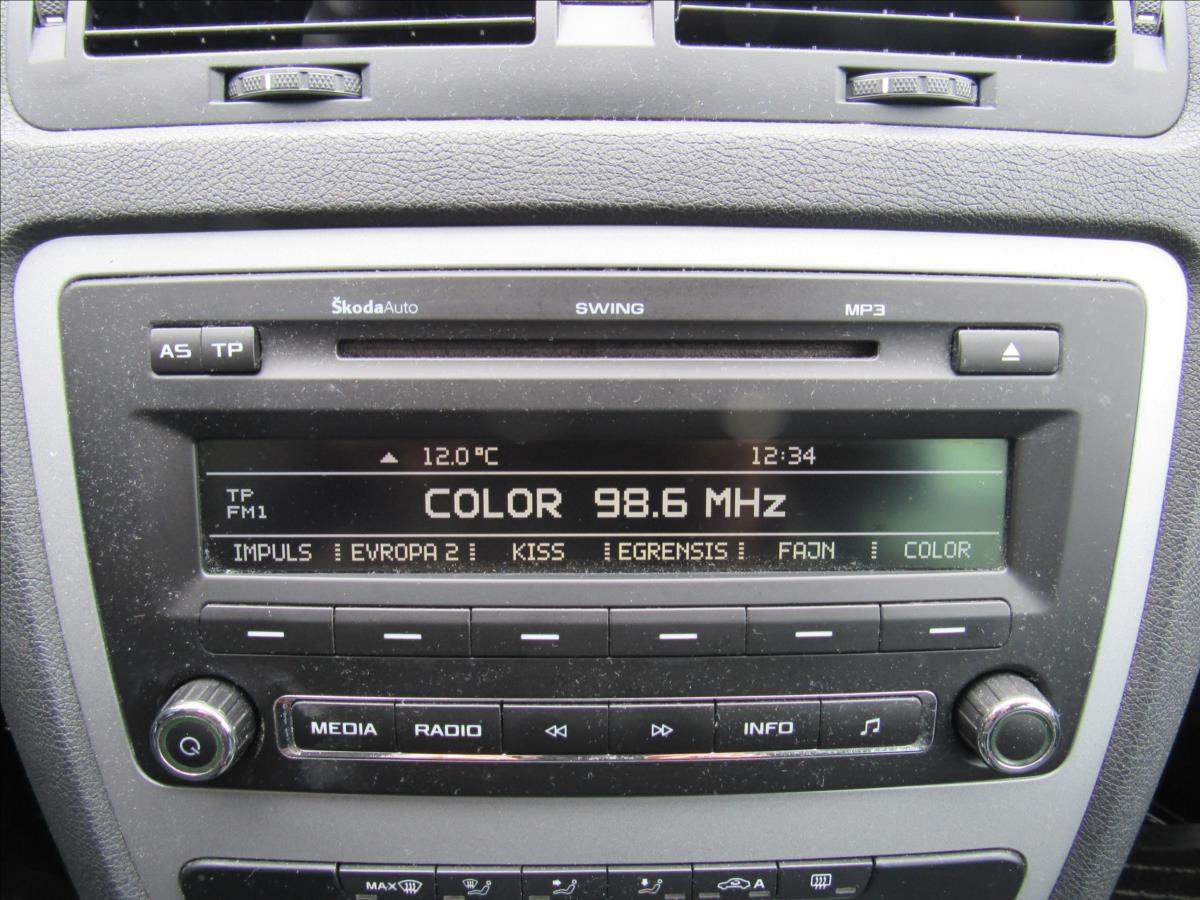 ŠkodaAuto SWING MP3
AS TP
12.0°C 12:34
TP
FM1
COLOR 98.6 MHz
IMPULS EVROPA 2 KISS EGRENSIS FAJN COLOR
MEDIA RADIO INFO
MAX A